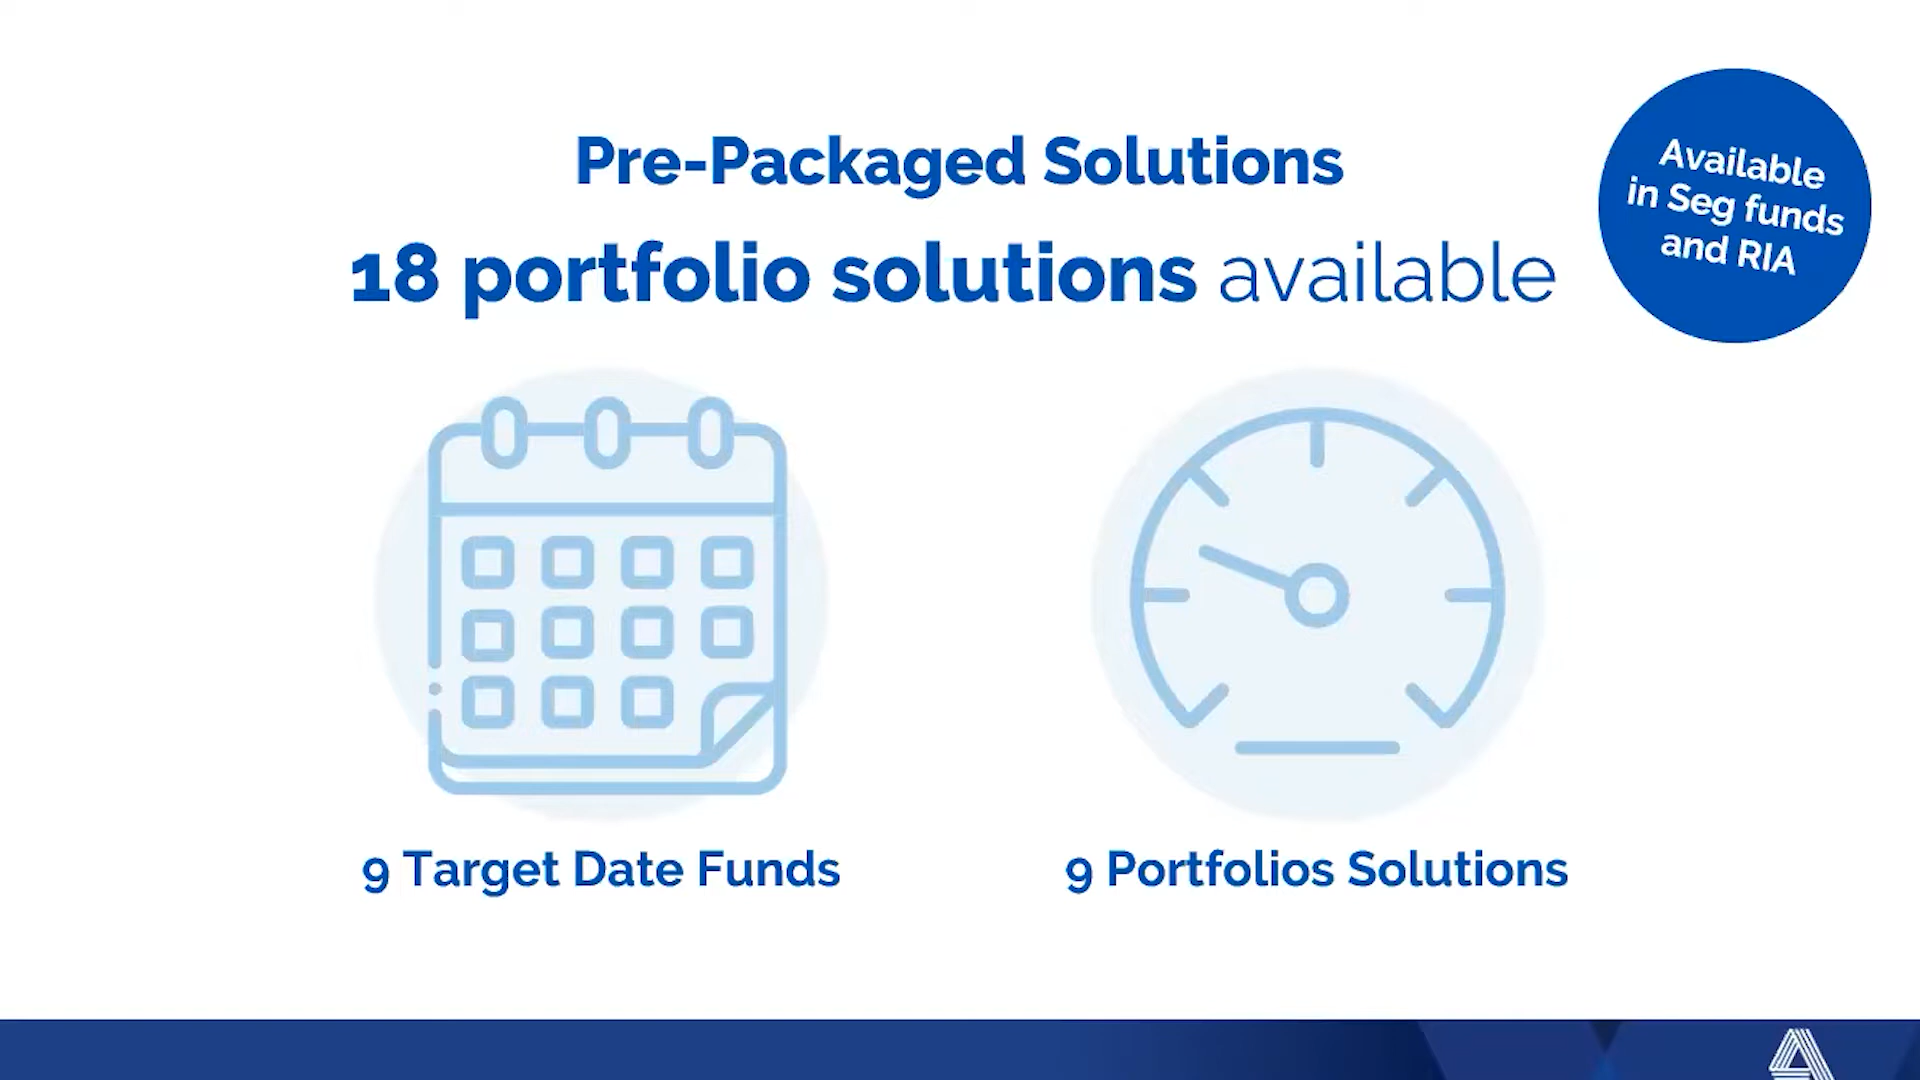 Pre-Packaged Solutions
18 portfolio solutions available
Available
in Seg funds
and RIA
9 Target Date Funds
9 Portfolios Solutions